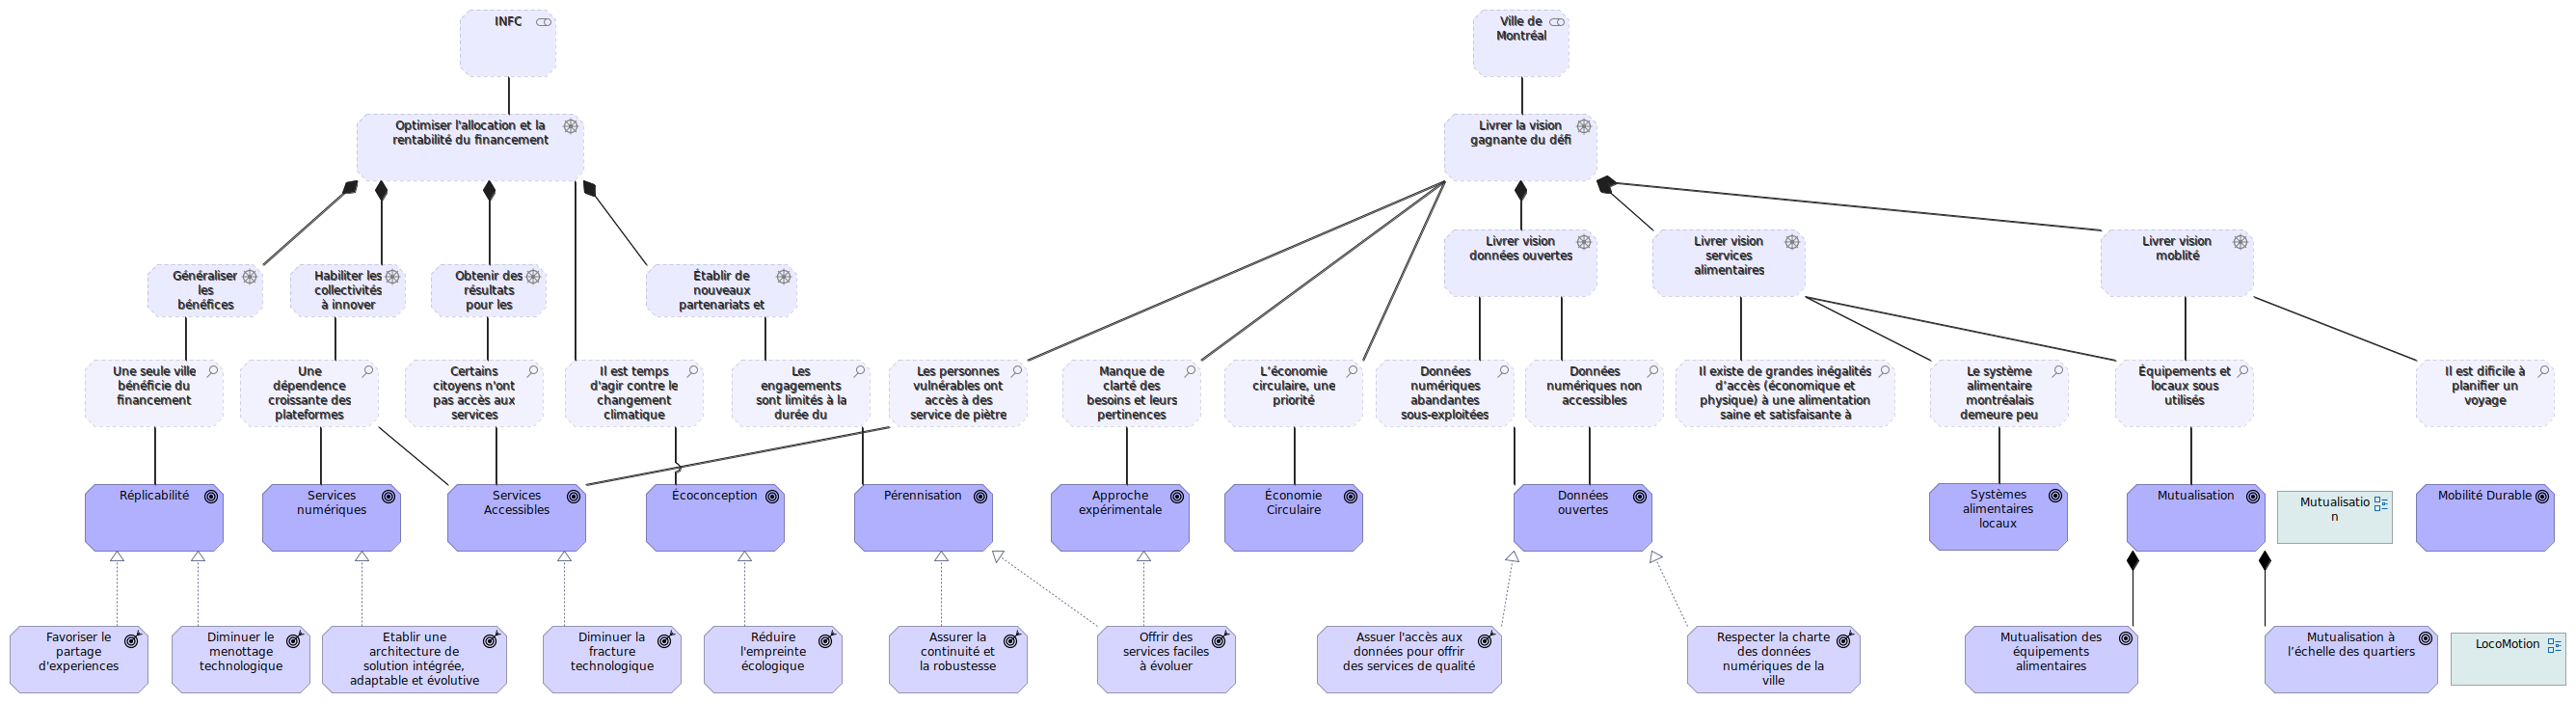 INFC
Ville de
Montréal
Optimiser l'allocation et la
rentabilité du financement
Livrer la vision
gagnante du défi
Généraliser
les
bénéfices
Habiliter les
collectivités
à innover
Obtenir des
résultats
pour les
Établir de
nouveaux
partenariats et
Livrer vision
données ouvertes
Livrer vision
services
alimentaires
Livrer vision
moblité
Une seule ville
bénéficie du
financement
Une
dépendence
croissante des
plateformes
Certains
citoyens n'ont
pas accès aux
services
Il est temps
d'agir contre le
changement
climatique
Les
engagements
sont limités à la
durée du
Les personnes
vulnérables ont
accès à des
service de piètre
Manque de
clarté des
besoins et leurs
pertinences
L'économie
circulaire, une
priorité
Données
numériques
abandantes
sous-exploitées
Données
numériques non
accessibles
Il existe de grandes inégalités
d'accès (économique et
physique) à une alimentation
saine et satisfaisante à
Le système
alimentaire
montréalais
demeure peu
Équipements et
locaux sous
utilisés
Il est dificile à
planifier un
voyage
Réplicabilité
Services
numériques
Services
Accessibles
Écoconception
Pérennisation
Approche
expérimentale
Économie
Circulaire
Données
ouvertes
Systèmes
alimentaires
locaux
Mutualisation
Mutualisatio
n
Mobilité Durable
Favoriser le
partage
d'experiences
Diminuer le
menottage
technologique
Etablir une
architecture de
solution intégrée,
adaptable et évolutive
Diminuer la
fracture
technologique
Réduire
l'empreinte
écologique
Assurer la
continuité et
la robustesse
Offrir des
services faciles
à évoluer
Assuer l'accès aux
données pour offrir
des services de qualité
Respecter la charte
des données
numériques de la
ville
Mutualisation des
équipements
alimentaires
Mutualisation à
l'échelle des quartiers
LocoMotion